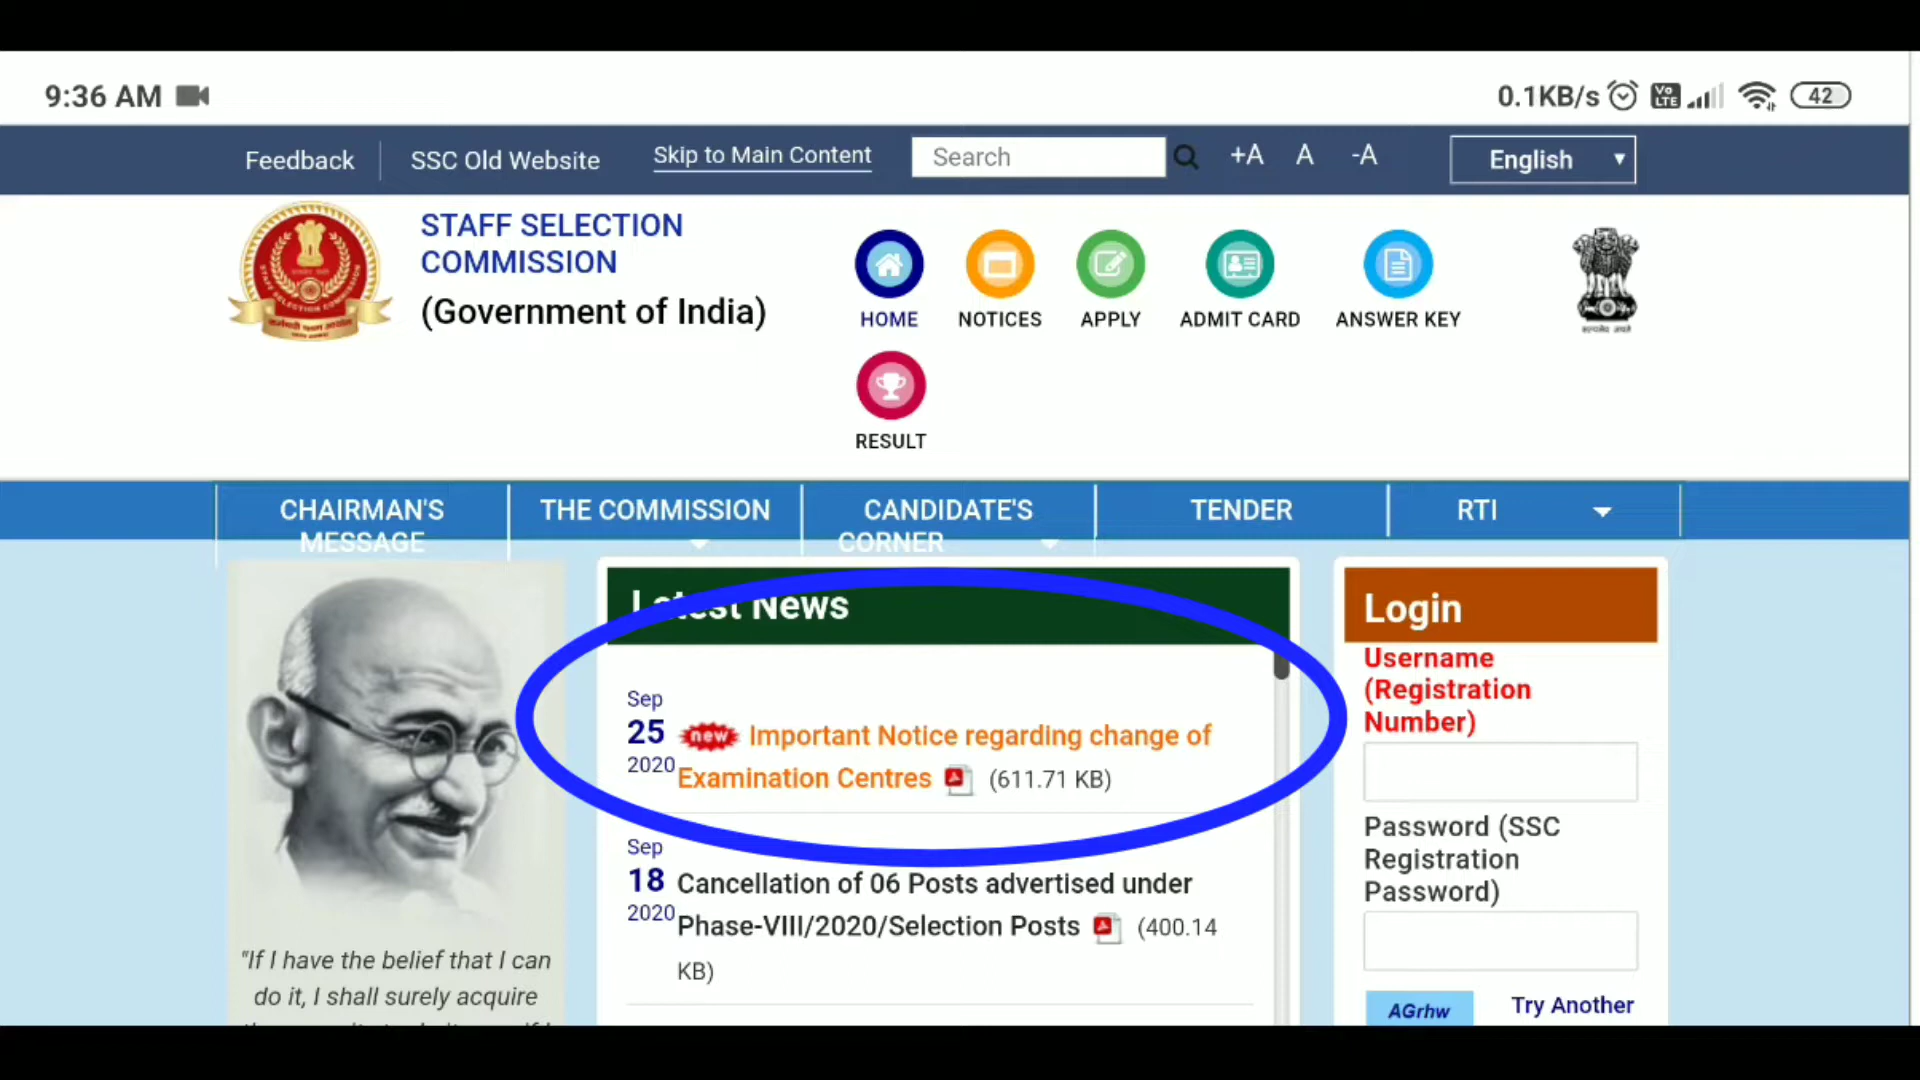 9:36 AM
0.1KB/s Vo LTE 42
Feedback SSC Old Website Skip to Main Content Search +A A -A English
STAFF SELECTION
COMMISSION
(Government of India)
HOME NOTICES APPLY ADMIT CARD ANSWER KEY
RESULT
CHAIRMAN'S
MESSAGE
THE COMMISSION
CANDIDATE'S
CORNER
TENDER
RTI
"If I have the belief that I can
do it, I shall surely acquire
Latest News
Sep
25
2020
new Important Notice regarding change of
Examination Centres (611.71 KB)
Sep
18
2020
Cancellation of 06 Posts advertised under
Phase-VIII/2020/Selection Posts (400.14
KB)
Login
Username
(Registration
Number)
Password (SSC
Registration
Password)
AGrhw Try Another